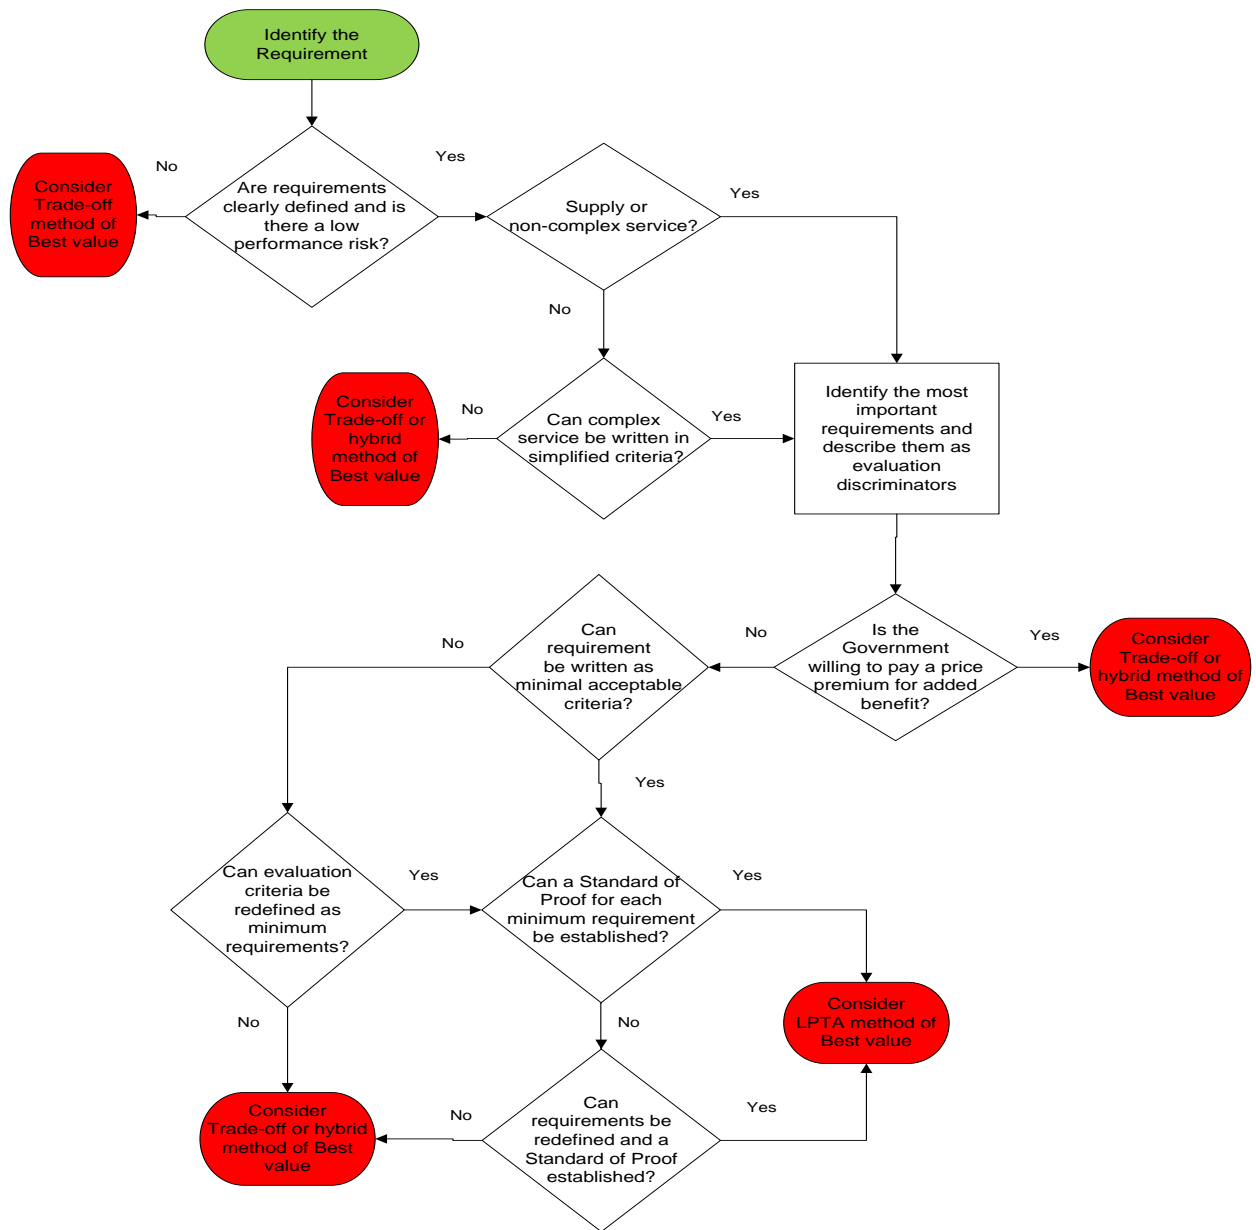 Identify the
Requirement
No
Yes
Consider
Trade-off
method of
Best value
Are requirements
clearly defined and is
there a low
performance risk?
Supply or
non-complex service?
Yes
No
Consider
Trade-off or
hybrid
method of
Best value
No
Can complex
service be written in
simplified criteria?
Yes
Identify the most
important
requirements and
describe them as
evaluation
discriminators
No
Can
requirement
be written as
minimal acceptable
criteria?
No
Is the
Government
willing to pay a price
premium for added
benefit?
Yes
Consider
Trade-off or
hybrid method of
Best value
Yes
Can evaluation
criteria be
redefined as
minimum
requirements?
Yes
Can a Standard of
Proof for each
minimum requirement
be established?
Yes
No
No
Consider
LPTA method of
Best value
Consider
Trade-off or hybrid
method of Best
value
No
Can
requirements be
redefined and a
Standard of Proof
established?
Yes